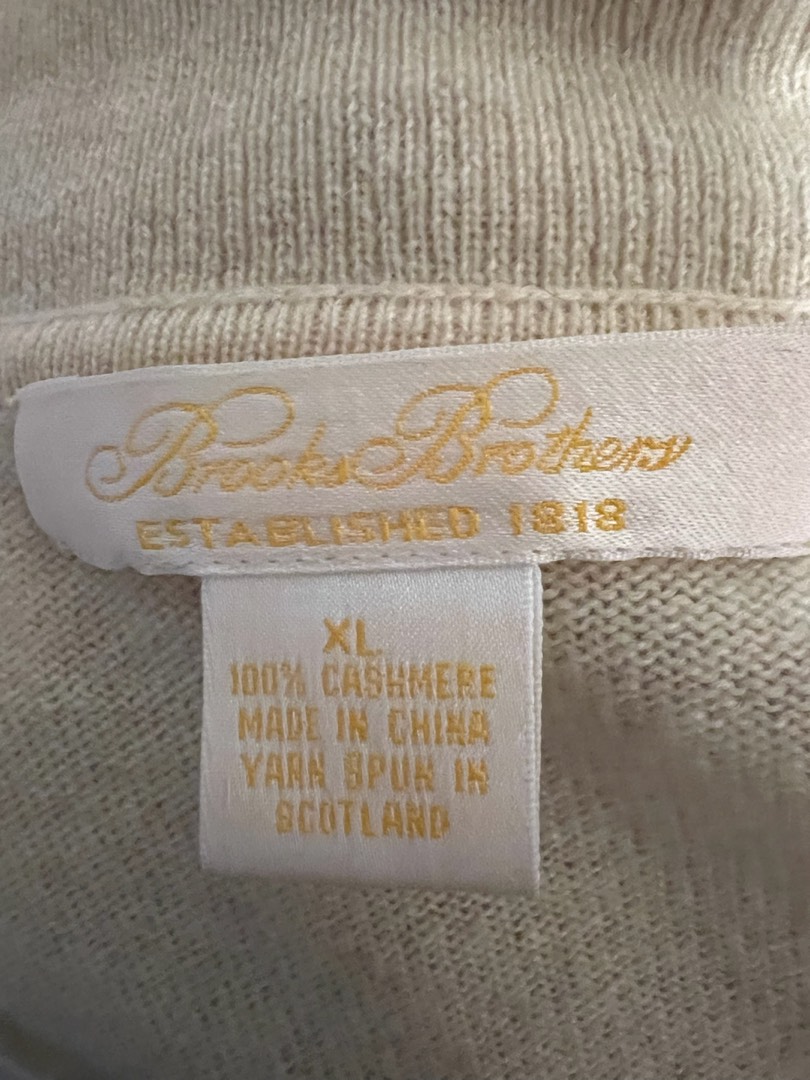 Brooks Brothers
ESTABLISHED 1818
XL
100% CASHMERE
MADE IN CHINA
YARN SPUN IN
SCOTLAND